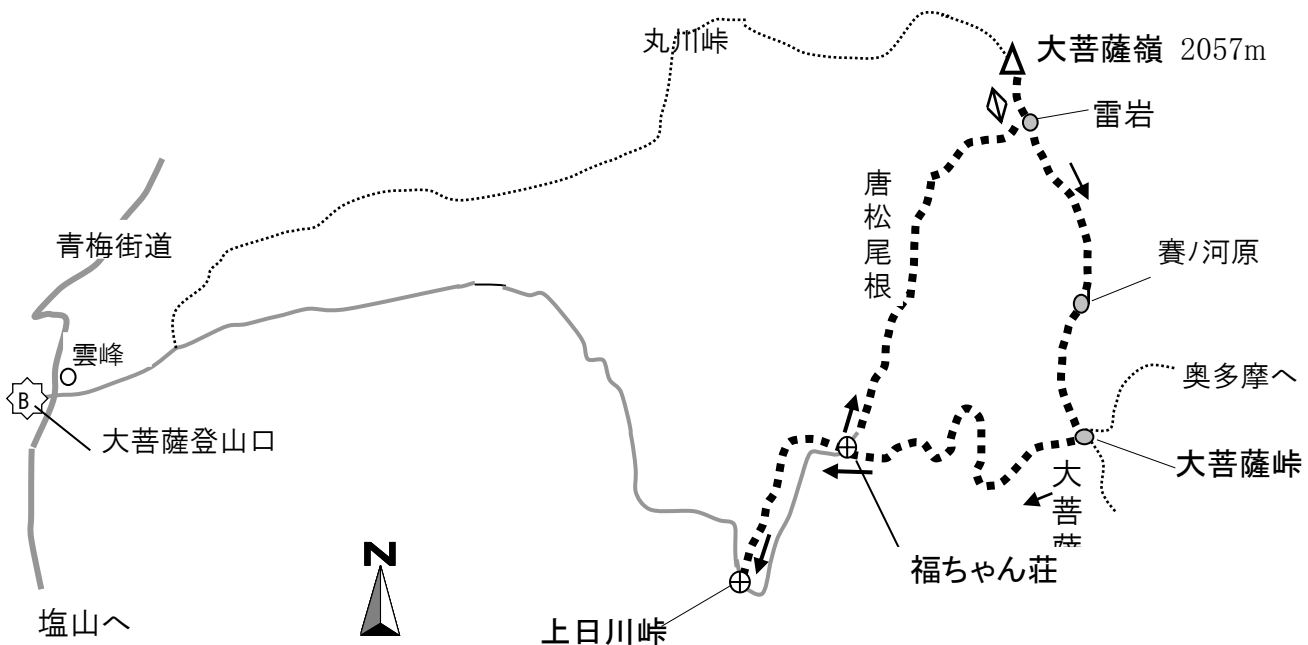 丸川峠
大菩薩嶺 2057m
雷岩
唐松尾根
青梅街道
賽ノ河原
雲峰
奥多摩へ
B
大菩薩登山口
大菩薩峠
大菩薩
福ちゃん荘
N
塩山へ
上日川峠